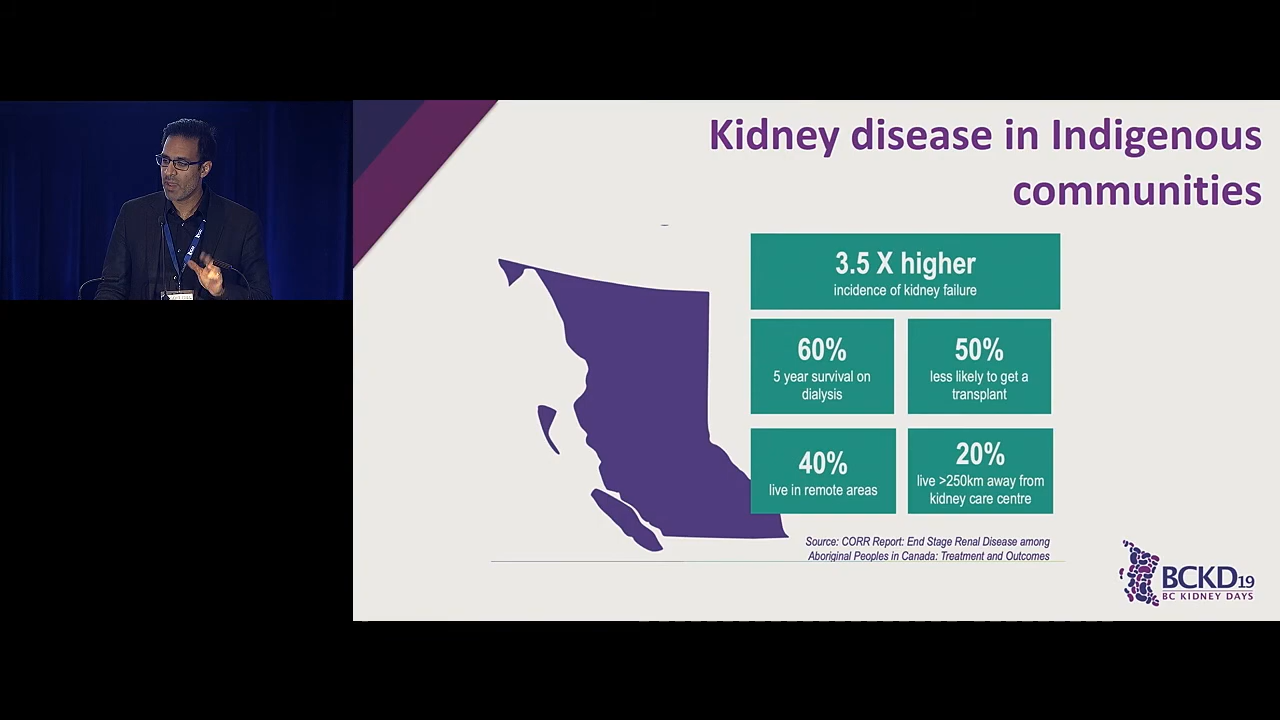 Kidney disease in Indigenous
communities
3.5 X higher
incidence of kidney failure
60%
5 year survival on
dialysis
50%
less likely to get a
transplant
40%
live in remote areas
20%
live >250km away from
kidney care centre
Source: CORR Report: End Stage Renal Disease among
Aboriginal Peoples in Canada: Treatment and Outcomes
BCKD19
BC KIDNEY DAYS